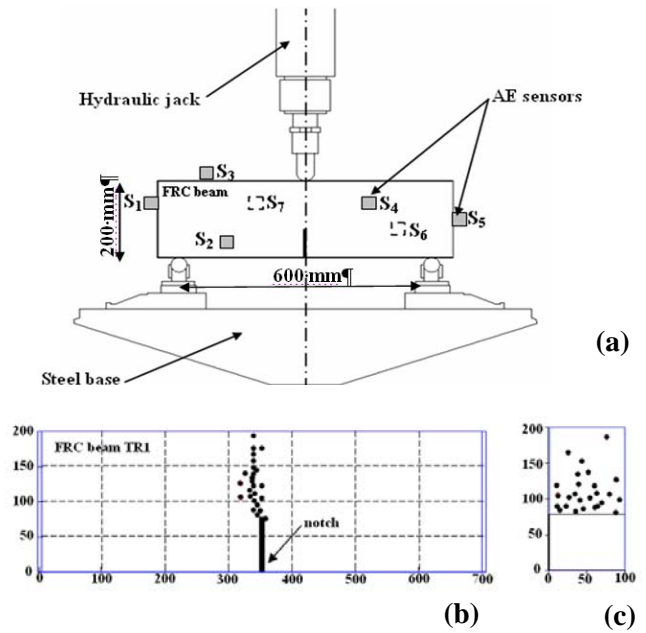 Hydraulic jack
AE sensors
S3
FRC beam
S1
S7
S4
S5
S6
S2
200·mm¶
600·mm¶
Steel base
(a)
FRC beam TR1
200
150
100
50
0
0
100
200
300
400
500
600
700
notch
(b)
200
150
100
50
0
0
50
100
(c)